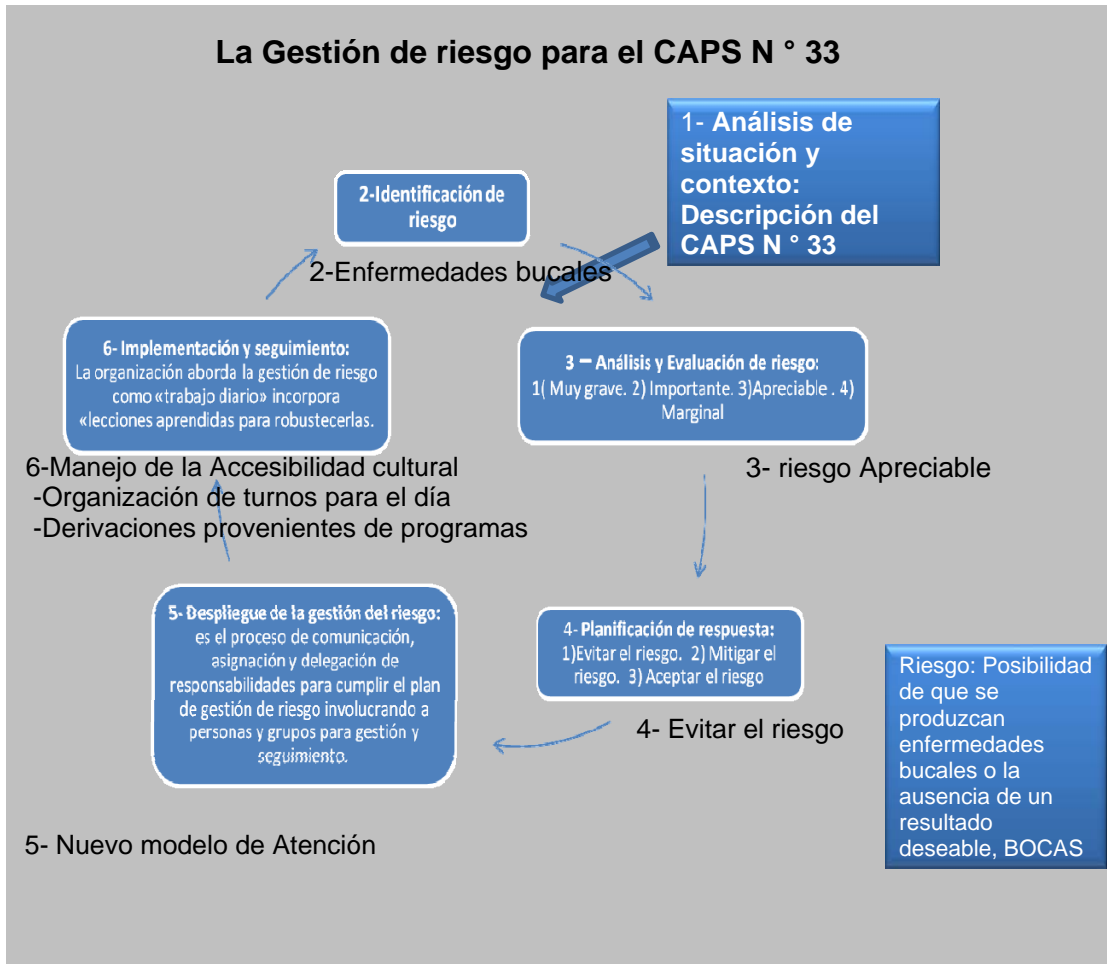 La Gestión de riesgo para el CAPS N ° 33
1- Análisis de
situación y
contexto:
Descripción del
CAPS N ° 33
2-Identificación de
riesgo
2-Enfermedades bucales
3 – Análisis y Evaluación de riesgo:
1( Muy grave. 2) Importante. 3)Apreciable . 4)
Marginal
3- riesgo Apreciable
4- Planificación de respuesta:
1)Evitar el riesgo. 2) Mitigar el
riesgo. 3) Aceptar el riesgo
4- Evitar el riesgo
5- Despliegue de la gestión del riesgo:
es el proceso de comunicación,
asignación y delegación de
responsabilidades para cumplir el plan
de gestión de riesgo involucrando a
personas y grupos para gestión y
seguimiento.
5- Nuevo modelo de Atención
6- Implementación y seguimiento:
La organización aborda la gestión de riesgo
como «trabajo diario» incorpora
«lecciones aprendidas para robustecerlas.
6-Manejo de la Accesibilidad cultural
-Organización de turnos para el día
-Derivaciones provenientes de programas
Riesgo: Posibilidad
de que se
produzcan
enfermedades
bucales o la
ausencia de un
resultado
deseable, BOCAS